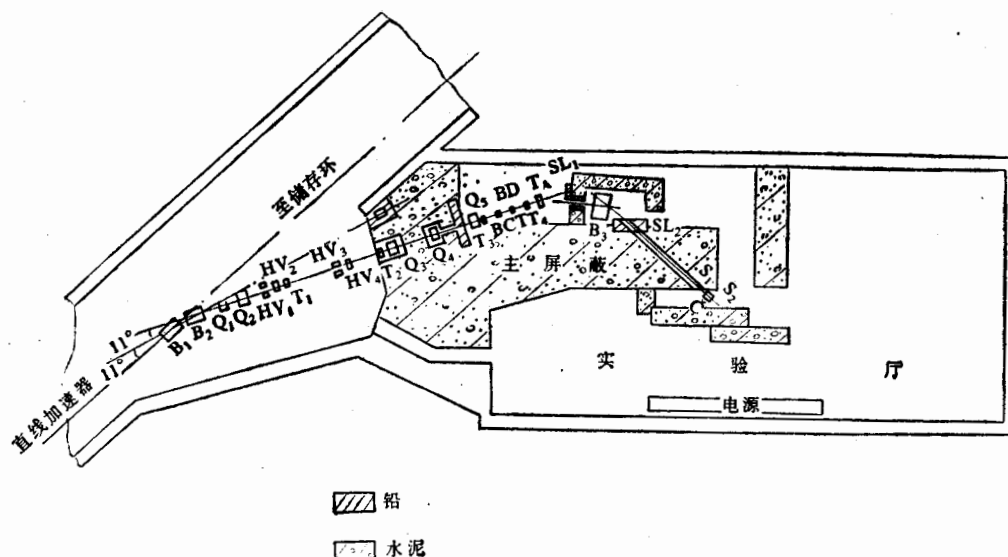 至储存环
SL₁
T_A
BD
Q₅
BCTT₄
T₃
B₃
SL₂
S₁
S₂
主屏蔽
Q₄
Q₃
T₂
HV₄
HV₃
HV₂
T₁
HV₁
Q₂
Q₁
B₂
B₁
11°
11°
直线加速器
实验厅
电源
铅
水泥